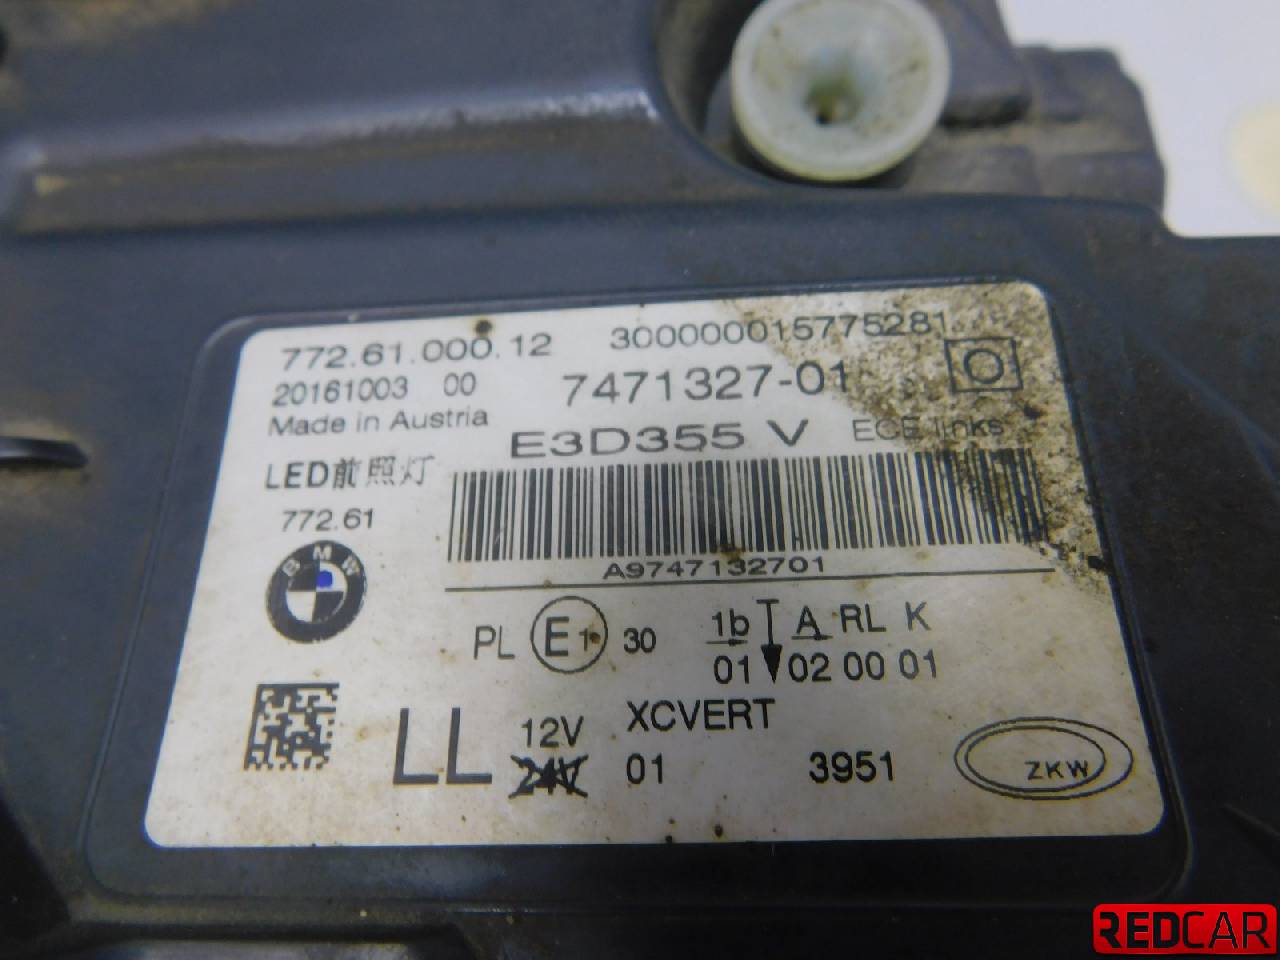 772.61.000.12 300000015775281
20161003 00 7471327-01
Made in Austria
E3D355 V ECE links
LED前照灯
772.61
A9747132701
BMW
PL E1 30 1b A RL K
01 02 00 01
LL 12V XCVERT
24V 01 3951 ZKW
REDCAR